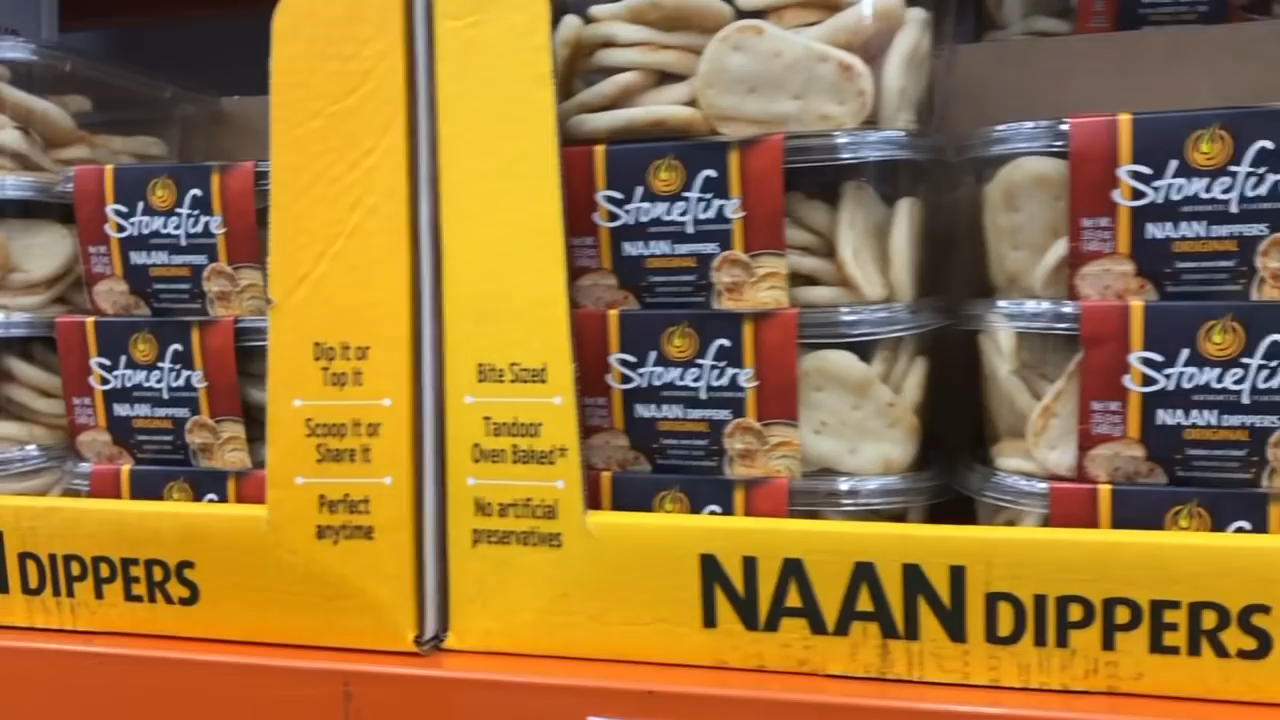 Stonefire
NAAN DIPPERS
ORIGINAL
Stonefire
NAAN DIPPERS
ORIGINAL
Dip It or
Top It
Scoop It or
Share It
Perfect
anytime
Bite Sized
Tandoor
Oven Baked*
No artificial
preservatives
Stonefire
NAAN DIPPERS
ORIGINAL
Stonefire
NAAN DIPPERS
ORIGINAL
Stonefir
NAAN DIPPERS
ORIGINAL
Stonefir
NAAN DIPPERS
ORIGINAL
DIPPERS
NAAN DIPPERS